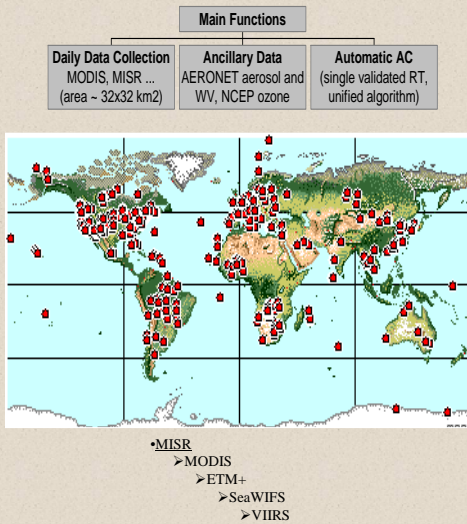 Main Functions
Daily Data Collection
MODIS, MISR ...
(area ~ 32x32 km2)
Ancillary Data
AERONET aerosol and
WV, NCEP ozone
Automatic AC
(single validated RT,
unified algorithm)
•MISR
➢MODIS
➢ETM+
➢SeaWIFS
➢VIIRS